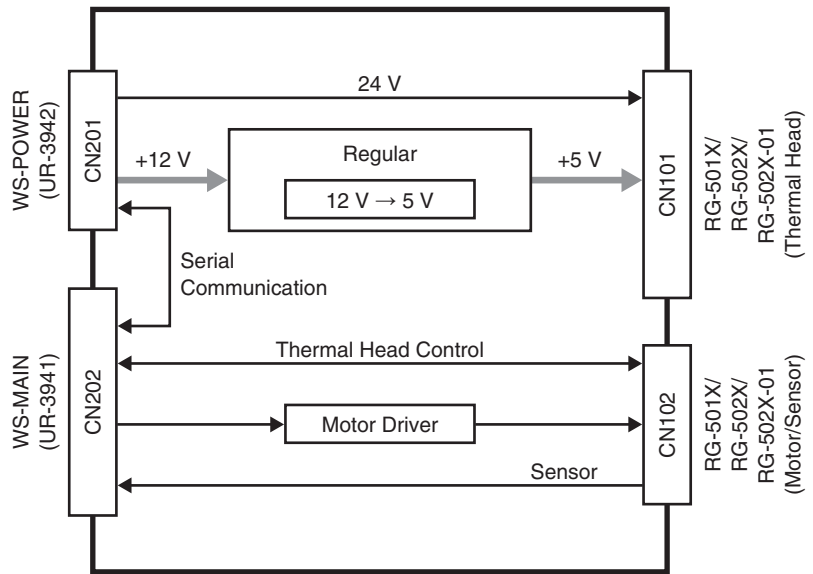 WS-POWER
(UR-3942)
CN201
24 V
+12 V
Regular
12 V → 5 V
+5 V
CN101
RG-501X/
RG-502X/
RG-502X-01
(Thermal Head)
Serial
Communication
WS-MAIN
(UR-3941)
CN202
Thermal Head Control
Motor Driver
Sensor
CN102
RG-501X/
RG-502X/
RG-502X-01
(Motor/Sensor)